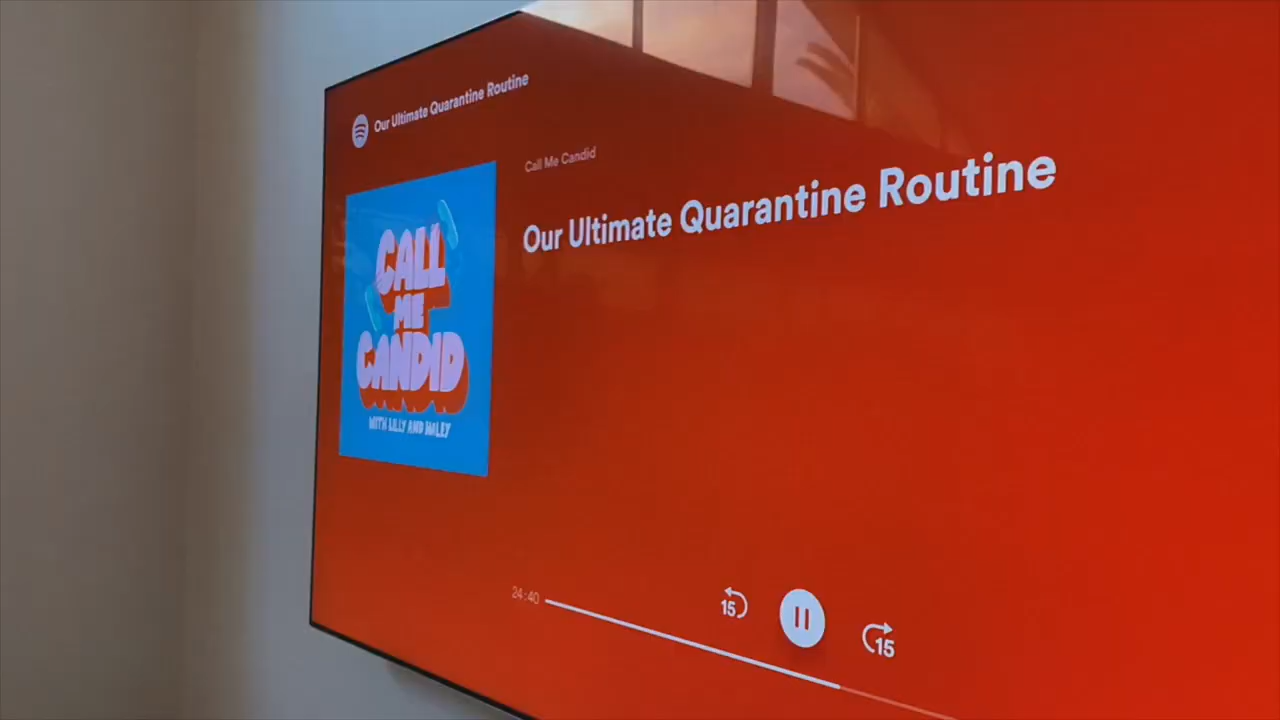 Our Ultimate Quarantine Routine
Call Me Candid
Our Ultimate Quarantine Routine
CALL
ME
CANDID
WITH LILLY AND HALEY
24:40
15
15